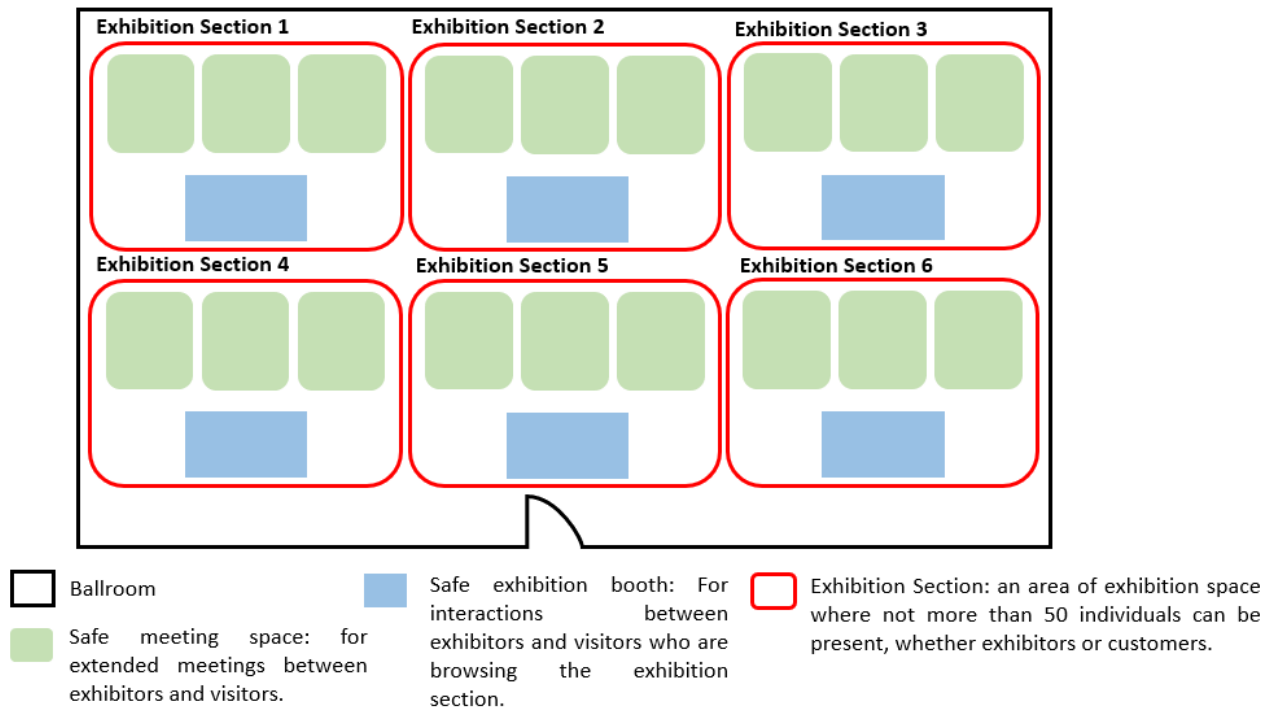 Exhibition Section 1
Exhibition Section 2
Exhibition Section 3
Exhibition Section 4
Exhibition Section 5
Exhibition Section 6
Ballroom
Safe meeting space: for
extended meetings between
exhibitors and visitors.
Safe exhibition booth: For
interactions between
exhibitors and visitors who are
browsing the exhibition
section.
Exhibition Section: an area of exhibition space
where not more than 50 individuals can be
present, whether exhibitors or customers.